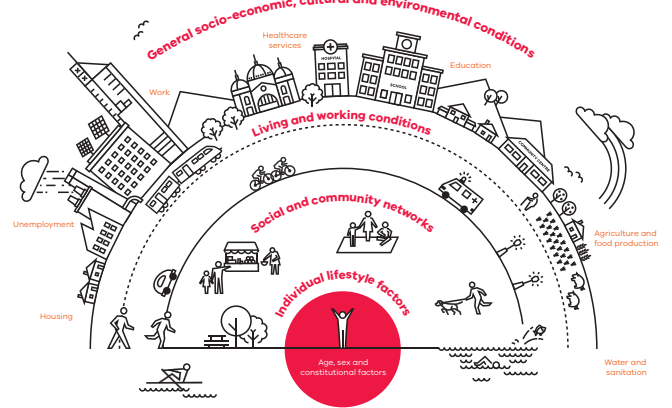 General socio-economic, cultural and environmental conditions
Healthcare
services
Education
Work
HOSPITAL
SCHOOL
Living and working conditions
COMMUNITY CENTRE
Social and community networks
Unemployment
Agriculture and
food production
Individual lifestyle factors
Housing
Age, sex and
constitutional factors
Water and
sanitation